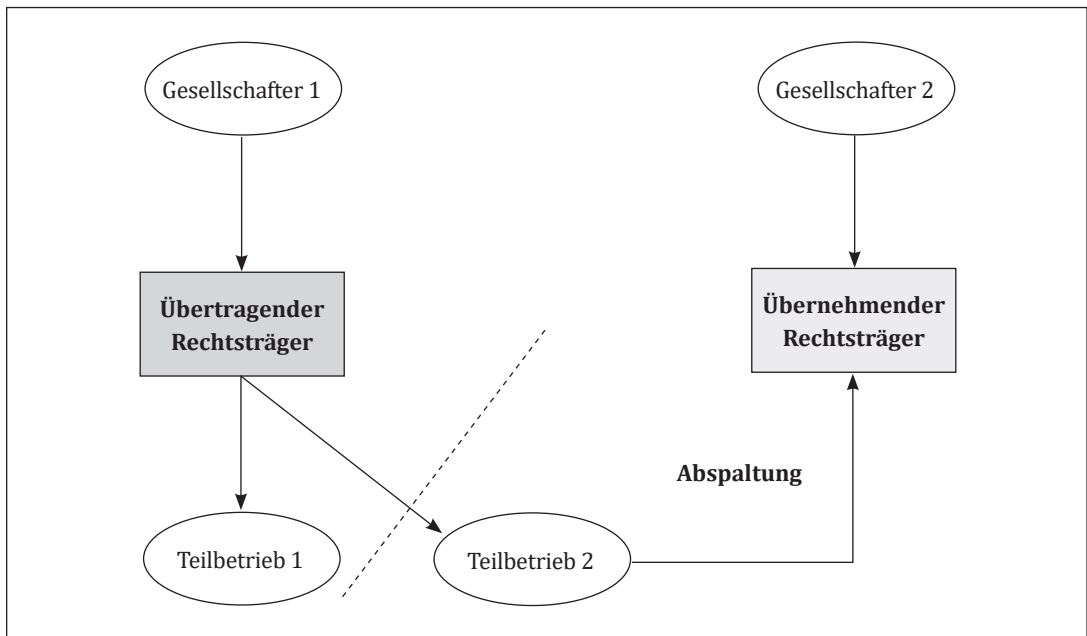 Gesellschafter 1
Gesellschafter 2
Übertragender
Rechtsträger
Übernehmender
Rechtsträger
Abspaltung
Teilbetrieb 1
Teilbetrieb 2